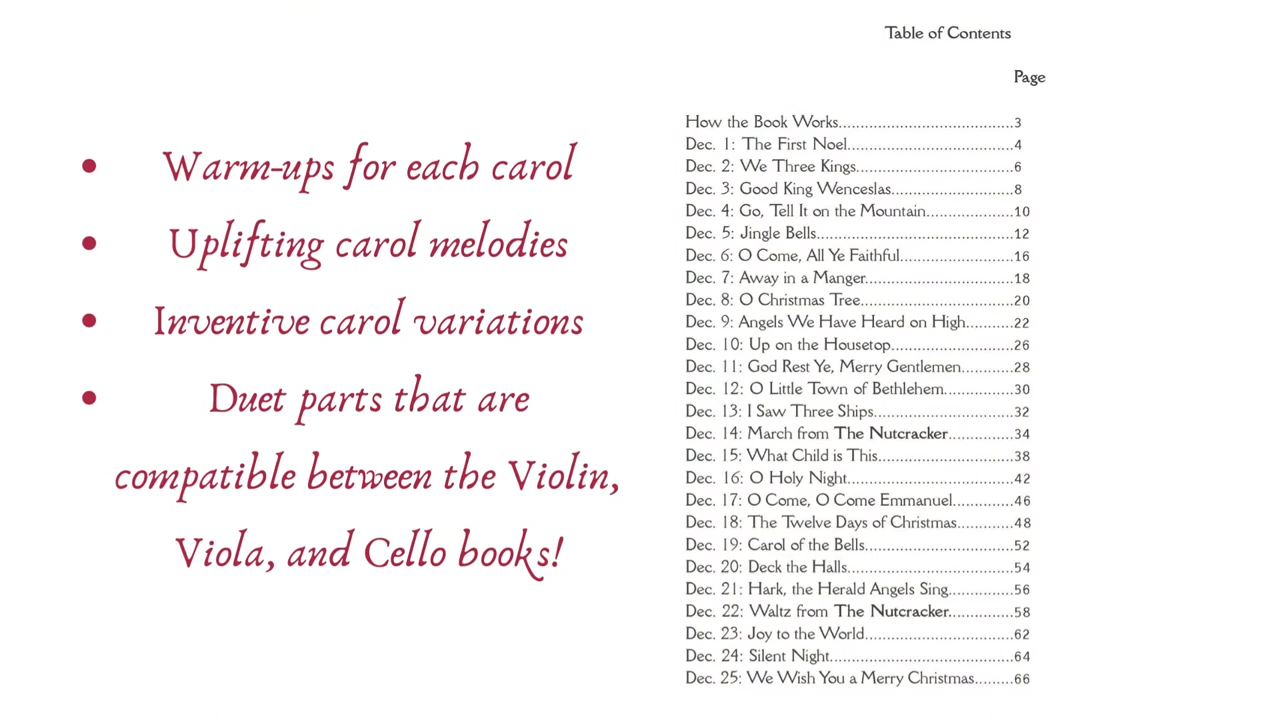 • Warm-ups for each carol
• Uplifting carol melodies
• Inventive carol variations
• Duet parts that are
compatible between the Violin,
Viola, and Cello books!
Table of Contents
Page
How the Book Works........................................3
Dec. 1: The First Noel......................................4
Dec. 2: We Three Kings....................................6
Dec. 3: Good King Wenceslas............................8
Dec. 4: Go, Tell It on the Mountain....................10
Dec. 5: Jingle Bells.............................................12
Dec. 6: O Come, All Ye Faithful..........................16
Dec. 7: Away in a Manger..................................18
Dec. 8: O Christmas Tree...................................20
Dec. 9: Angels We Have Heard on High...........22
Dec. 10: Up on the Housetop............................26
Dec. 11: God Rest Ye, Merry Gentlemen............28
Dec. 12: O Little Town of Bethlehem................30
Dec. 13: I Saw Three Ships................................32
Dec. 14: March from The Nutcracker...............34
Dec. 15: What Child is This...............................38
Dec. 16: O Holy Night......................................42
Dec. 17: O Come, O Come Emmanuel..............46
Dec. 18: The Twelve Days of Christmas.............48
Dec. 19: Carol of the Bells..................................52
Dec. 20: Deck the Halls......................................54
Dec. 21: Hark, the Herald Angels Sing...............56
Dec. 22: Waltz from The Nutcracker...............58
Dec. 23: Joy to the World..................................62
Dec. 24: Silent Night..........................................64
Dec. 25: We Wish You a Merry Christmas.........66